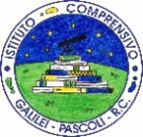 ISTITUTO COMPRENSIVO
GALILEI - PASCOLI - R.C.